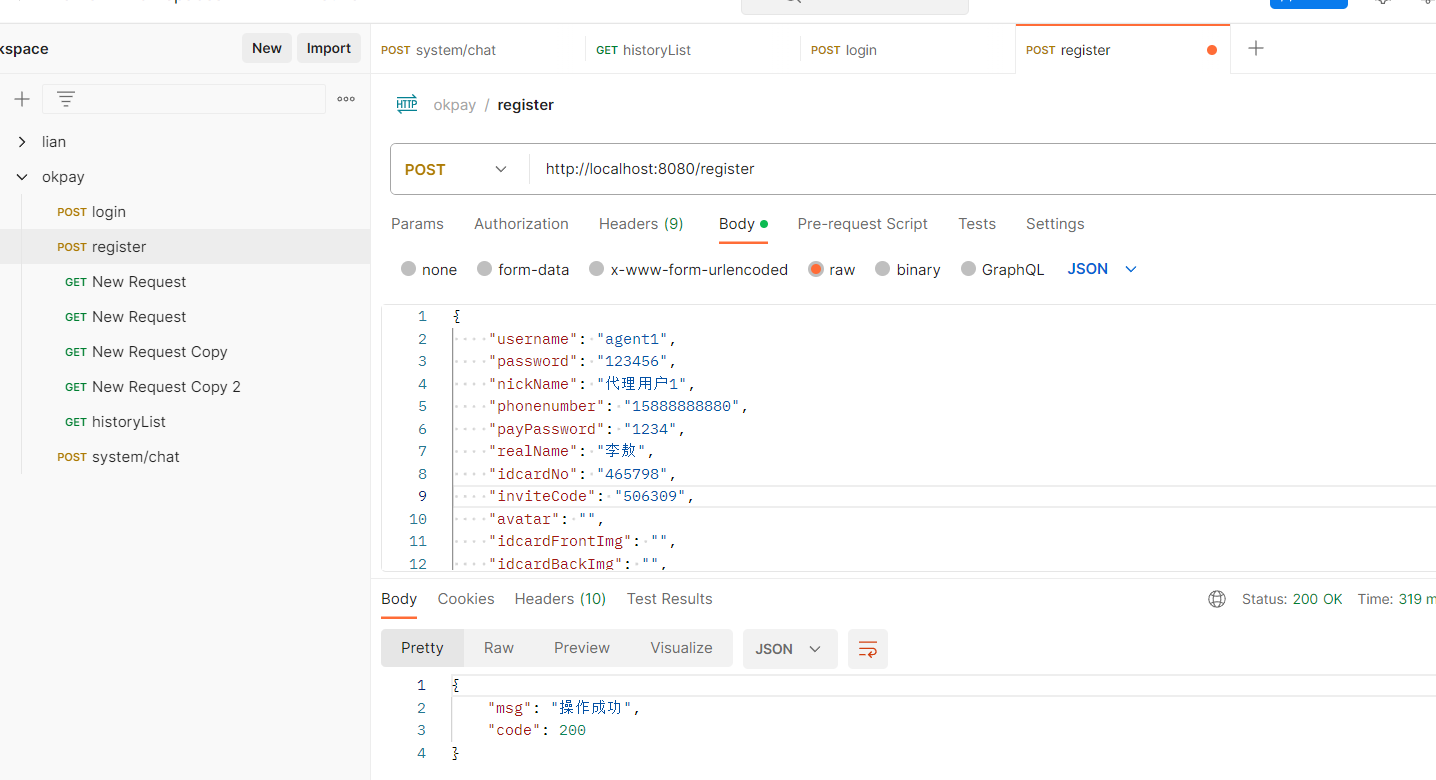 kspace
New
Import
POST system/chat
GET historyList
POST login
POST register
HTTP okpay / register
lian
okpay
POST login
POST register
GET New Request
GET New Request
GET New Request Copy
GET New Request Copy 2
GET historyList
POST system/chat
POST http://localhost:8080/register
Params Authorization Headers (9) Body Pre-request Script Tests Settings
none form-data x-www-form-urlencoded raw binary GraphQL JSON
1 {
2 "username": "agent1",
3 "password": "123456",
4 "nickName": "代理用户1",
5 "phonenumber": "15888888880",
6 "payPassword": "1234",
7 "realName": "李敖",
8 "idcardNo": "465798",
9 "inviteCode": "506309",
10 "avatar": "",
11 "idcardFrontImg": "",
12 "idcardBackImg": "",
Body Cookies Headers (10) Test Results Status: 200 OK Time: 319 m
Pretty Raw Preview Visualize JSON
1 {
2 "msg": "操作成功",
3 "code": 200
4 }